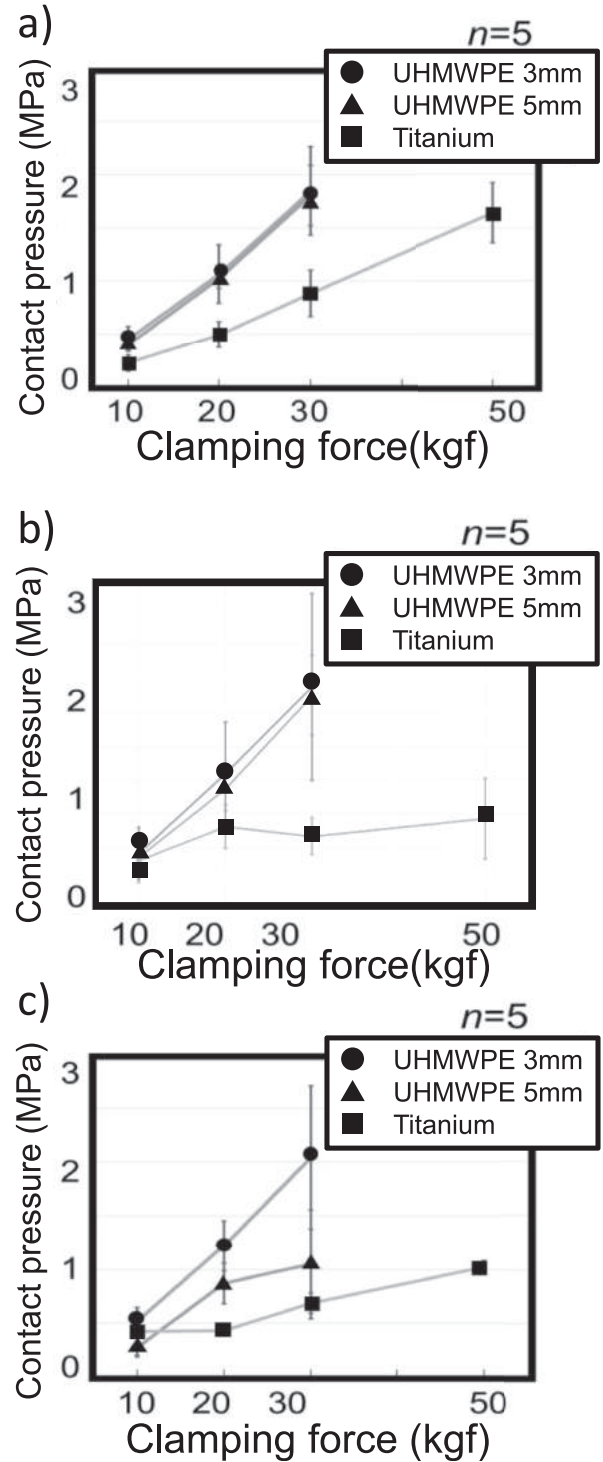 a)
n=5
UHMWPE 3mm
UHMWPE 5mm
Titanium
Contact pressure (MPa)
3
2
1
0
10 20 30 50
Clamping force(kgf)
b)
n=5
UHMWPE 3mm
UHMWPE 5mm
Titanium
Contact pressure (MPa)
3
2
1
0
10 20 30 50
Clamping force(kgf)
c)
n=5
UHMWPE 3mm
UHMWPE 5mm
Titanium
Contact pressure (MPa)
3
2
1
0
10 20 30 50
Clamping force (kgf)